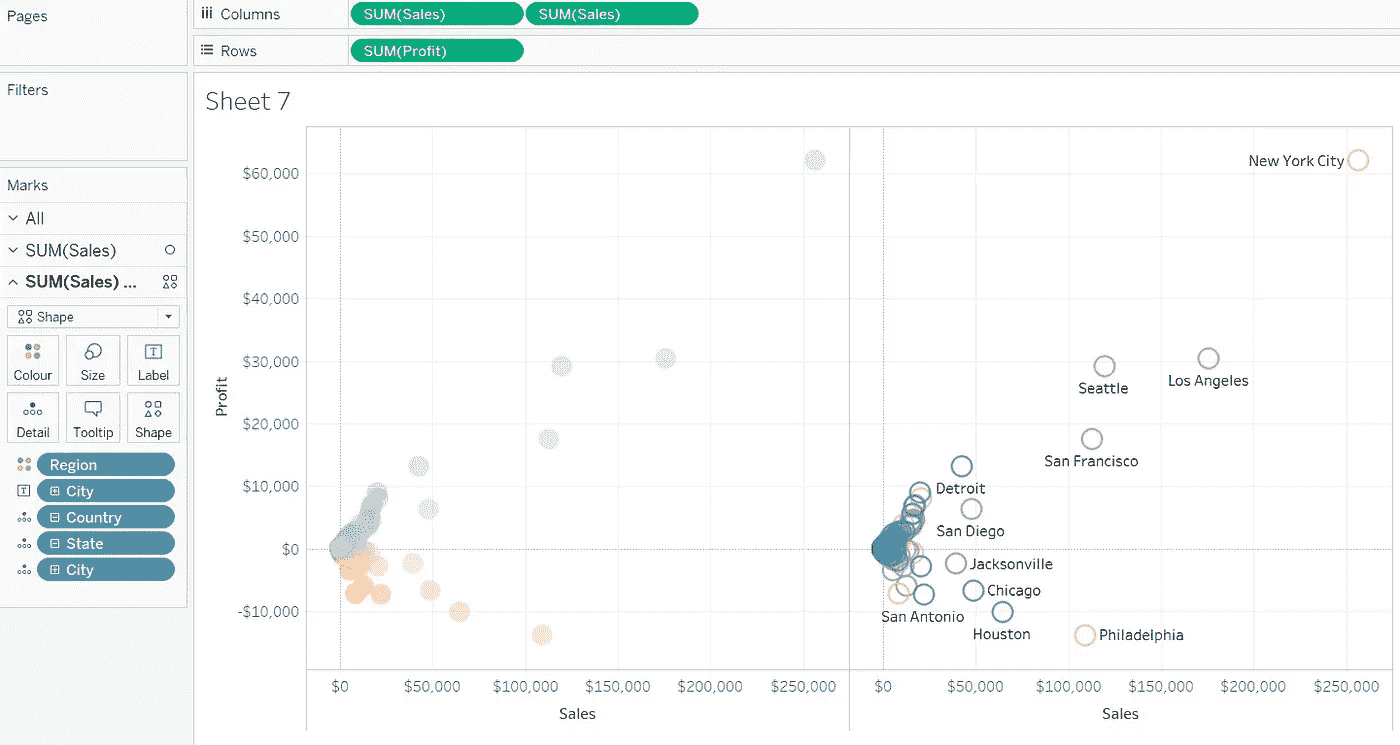 Pages
Columns
SUM(Sales)
SUM(Sales)
Rows
SUM(Profit)
Filters
Sheet 7
Marks
All
SUM(Sales)
SUM(Sales) ...
Shape
Colour
Size
Label
Detail
Tooltip
Shape
Region
City
Country
State
City
Profit
$60,000
$50,000
$40,000
$30,000
$20,000
$10,000
$0
-$10,000
New York City
Seattle
Los Angeles
San Francisco
Detroit
San Diego
Jacksonville
Chicago
San Antonio
Houston
Philadelphia
$0 $50,000 $100,000 $150,000 $200,000 $250,000
$0 $50,000 $100,000 $150,000 $200,000 $250,000
Sales
Sales